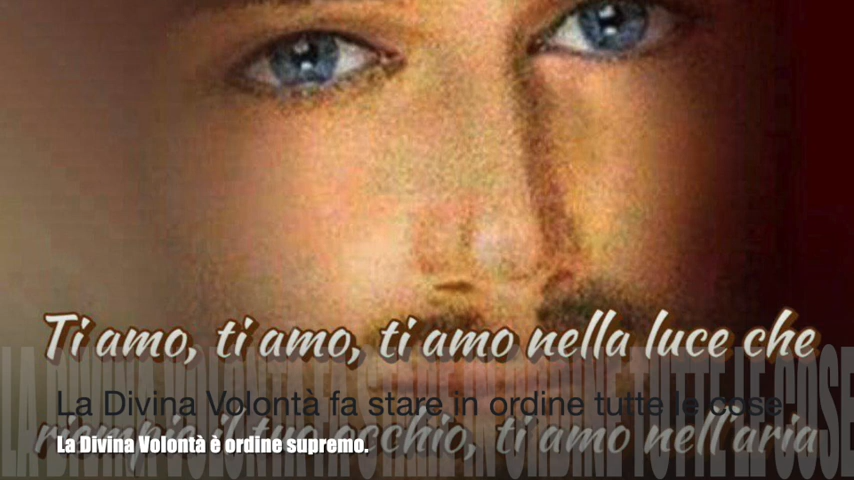 Ti amo, ti amo, ti amo nella luce che
LA DIVINA VOLONTÀ FA STARE IN ORDINE TUTTE LE COSE
La Divina Volontà fa stare in ordine tutte le cose
riempie il tuo occhio, ti amo nell'aria
La Divina Volontà è ordine supremo.